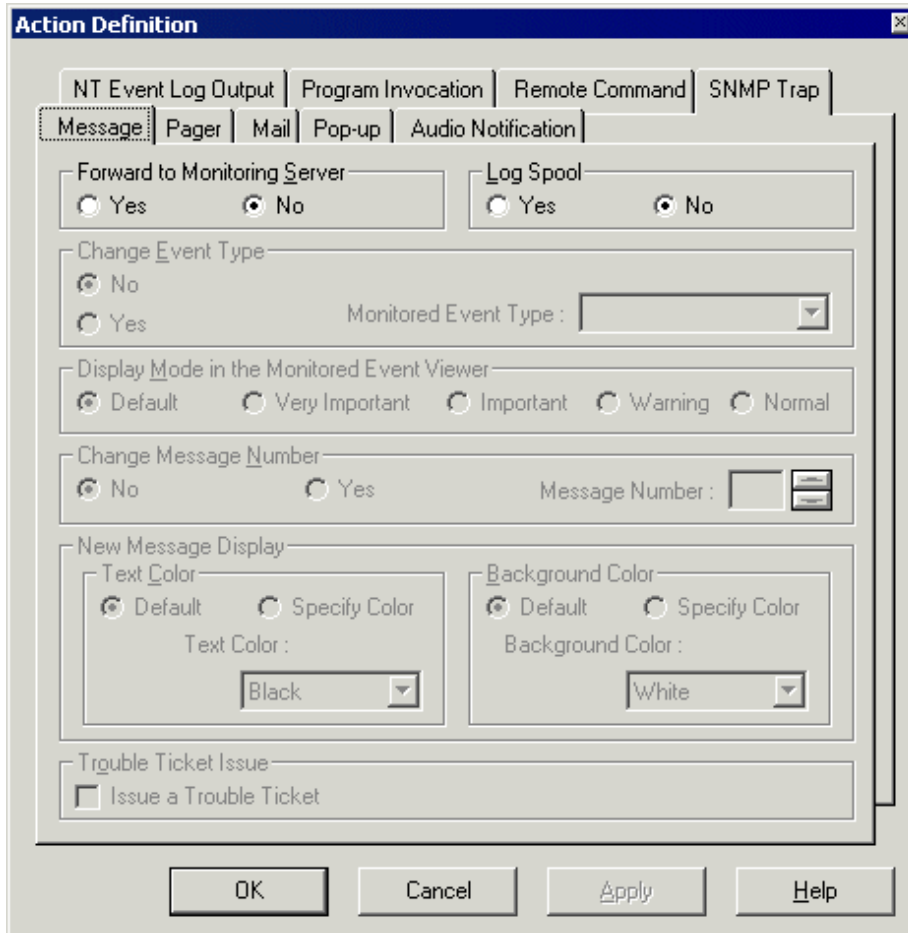 Action Definition
NT Event Log Output Program Invocation Remote Command SNMP Trap
Message Pager Mail Pop-up Audio Notification
Forward to Monitoring Server
Yes No
Log Spool
Yes No
Change Event Type
No
Yes
Monitored Event Type :
Display Mode in the Monitored Event Viewer
Default Very Important Important Warning Normal
Change Message Number
No Yes Message Number :
New Message Display
Text Color
Default Specify Color
Text Color :
Black
Background Color
Default Specify Color
Background Color :
White
Trouble Ticket Issue
Issue a Trouble Ticket
OK Cancel Apply Help